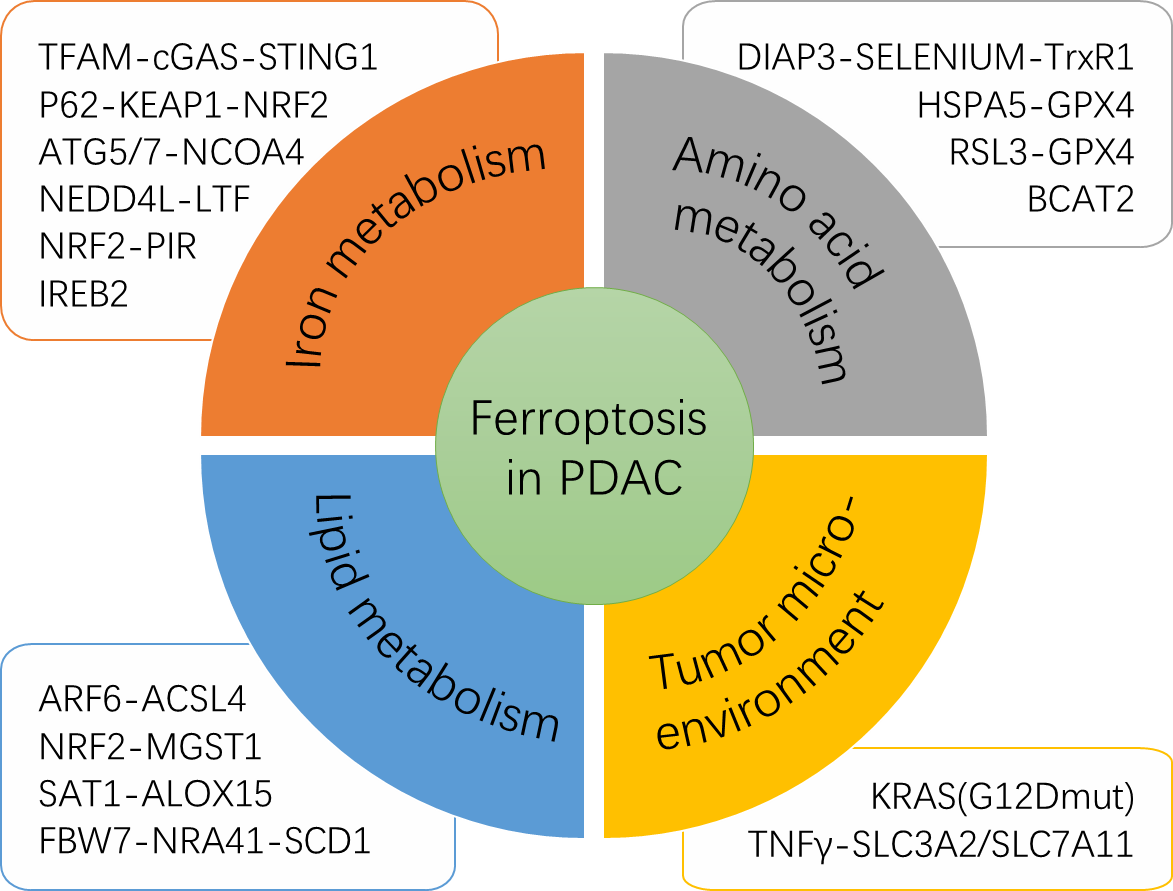 TFAM-cGAS-STING1
P62-KEAP1-NRF2
ATG5/7-NCOA4
NEDD4L-LTF
NRF2-PIR
IREB2
Iron metabolism
DIAP3-SELENIUM-TrxR1
HSPA5-GPX4
RSL3-GPX4
BCAT2
Amino acid
metabolism
Ferroptosis
in PDAC
Lipid metabolism
ARF6-ACSL4
NRF2-MGST1
SAT1-ALOX15
FBW7-NRA41-SCD1
Tumor micro-
environment
KRAS(G12Dmut)
TNFγ-SLC3A2/SLC7A11